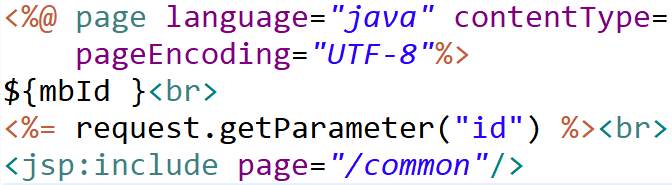 <%@ page language="java" contentType=
pageEncoding="UTF-8"%>
${mbId }<br>
<%= request.getParameter("id") %><br>
<jsp:include page="/common"/>